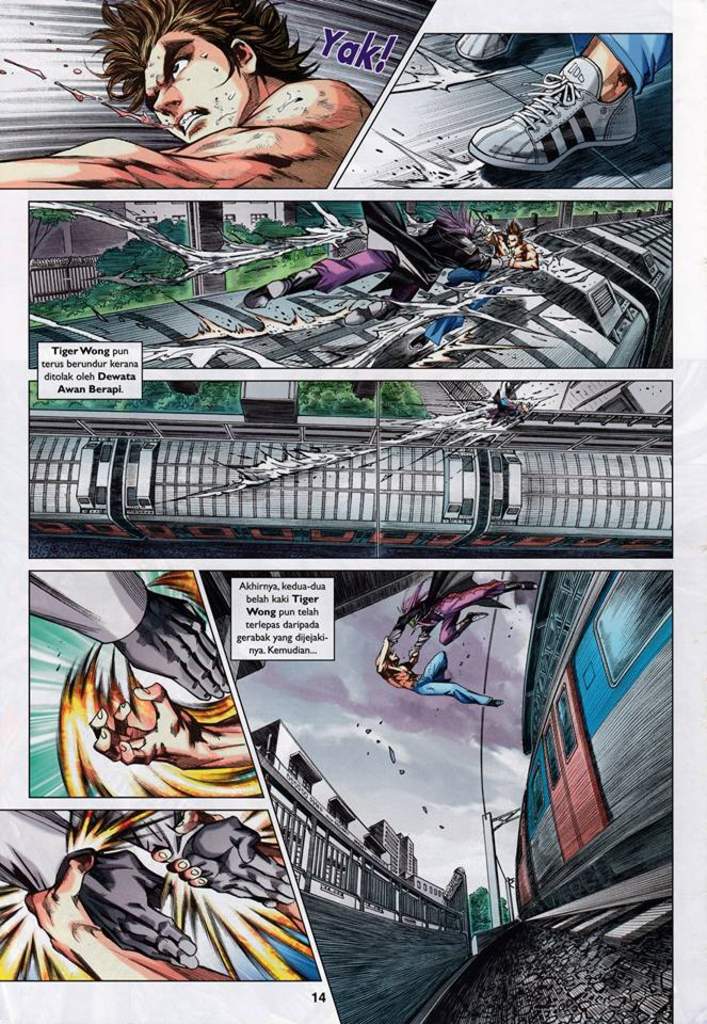 Yak!
Tiger Wong pun
terus berundur kerana
ditolak oleh Dewata
Awan Berapi.
Akhirnya, kedua-dua
belah kaki Tiger
Wong pun telah
terlepas daripada
gerabak yang dijejaki-
nya. Kemudian...
14